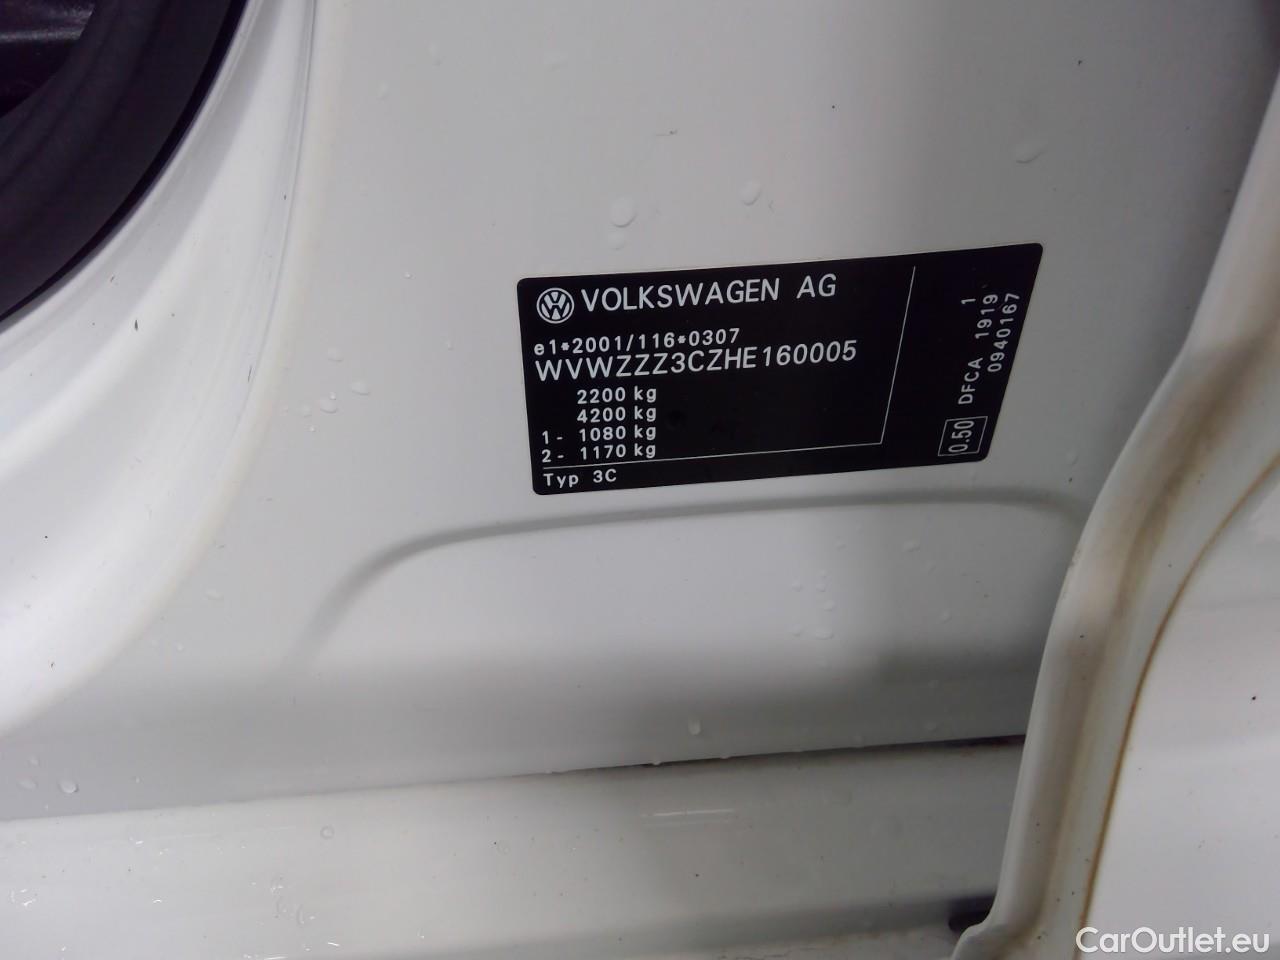 VOLKSWAGEN AG
e1*2001/116*0307
WVWZZZ3CZHE160005
2200 kg
4200 kg
1- 1080 kg
2- 1170 kg
Typ 3C
0.50 DFCA 1919 1
0940167
CarOutlet.eu